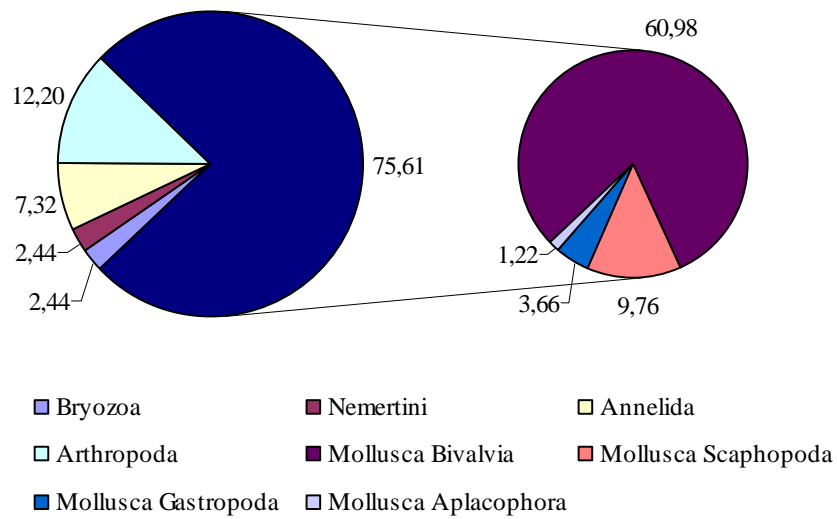 60,98
12,20
75,61
7,32
2,44
1,22
2,44
3,66
9,76
Bryozoa
Nemertini
Annelida
Arthropoda
Mollusca Bivalvia
Mollusca Scaphopoda
Mollusca Gastropoda
Mollusca Aplacophora